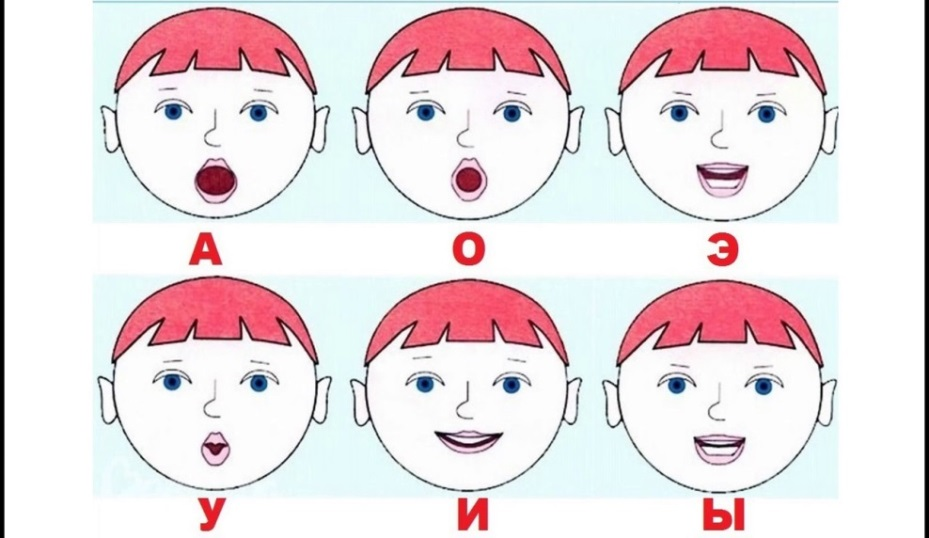 А О Э
У И Ы